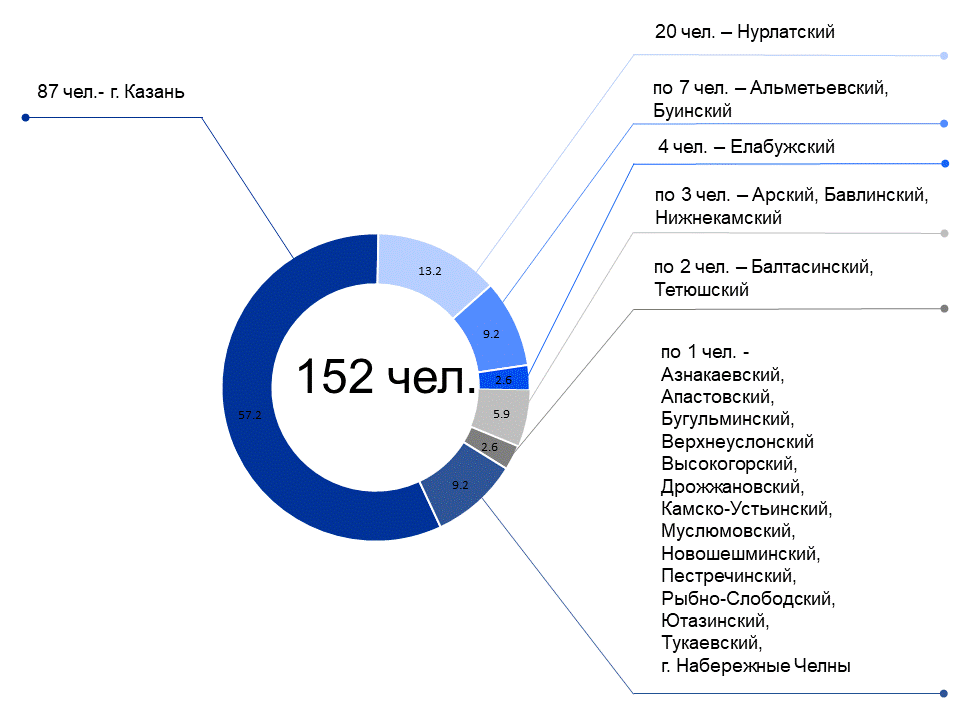 20 чел. – Нурлатский
87 чел.- г. Казань
по 7 чел. – Альметьевский,
Буинский
4 чел. – Елабужский
по 3 чел. – Арский, Бавлинский,
Нижнекамский
по 2 чел. – Балтасинский,
Тетюшский
13.2
9.2
2.6
5.9
2.6
9.2
57.2
152 чел.
по 1 чел. -
Азнакаевский,
Апастовский,
Бугульминский,
Верхнеуслонский
Высокогорский,
Дрожжановский,
Камско-Устьинский,
Муслюмовский,
Новошешминский,
Пестречинский,
Рыбно-Слободский,
Ютазинский,
Тукаевский,
г. Набережные Челны